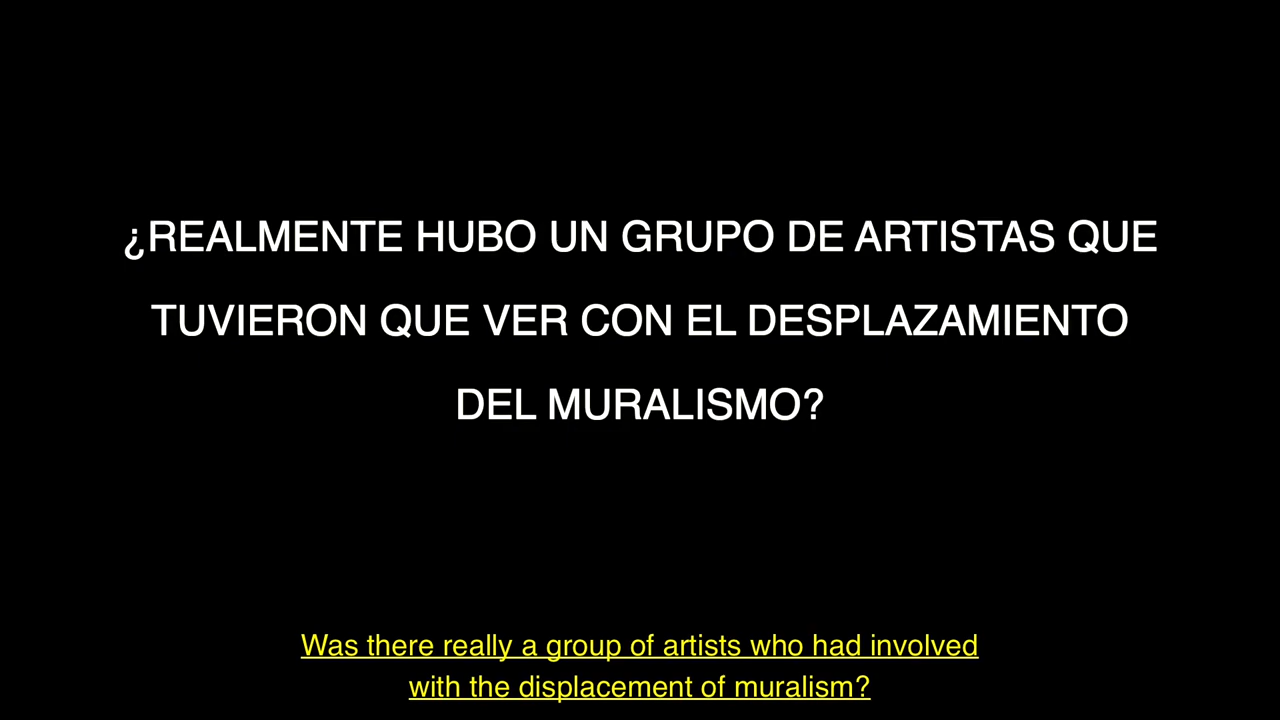 ¿REALMENTE HUBO UN GRUPO DE ARTISTAS QUE
TUVIERON QUE VER CON EL DESPLAZAMIENTO
DEL MURALISMO?
Was there really a group of artists who had involved
with the displacement of muralism?